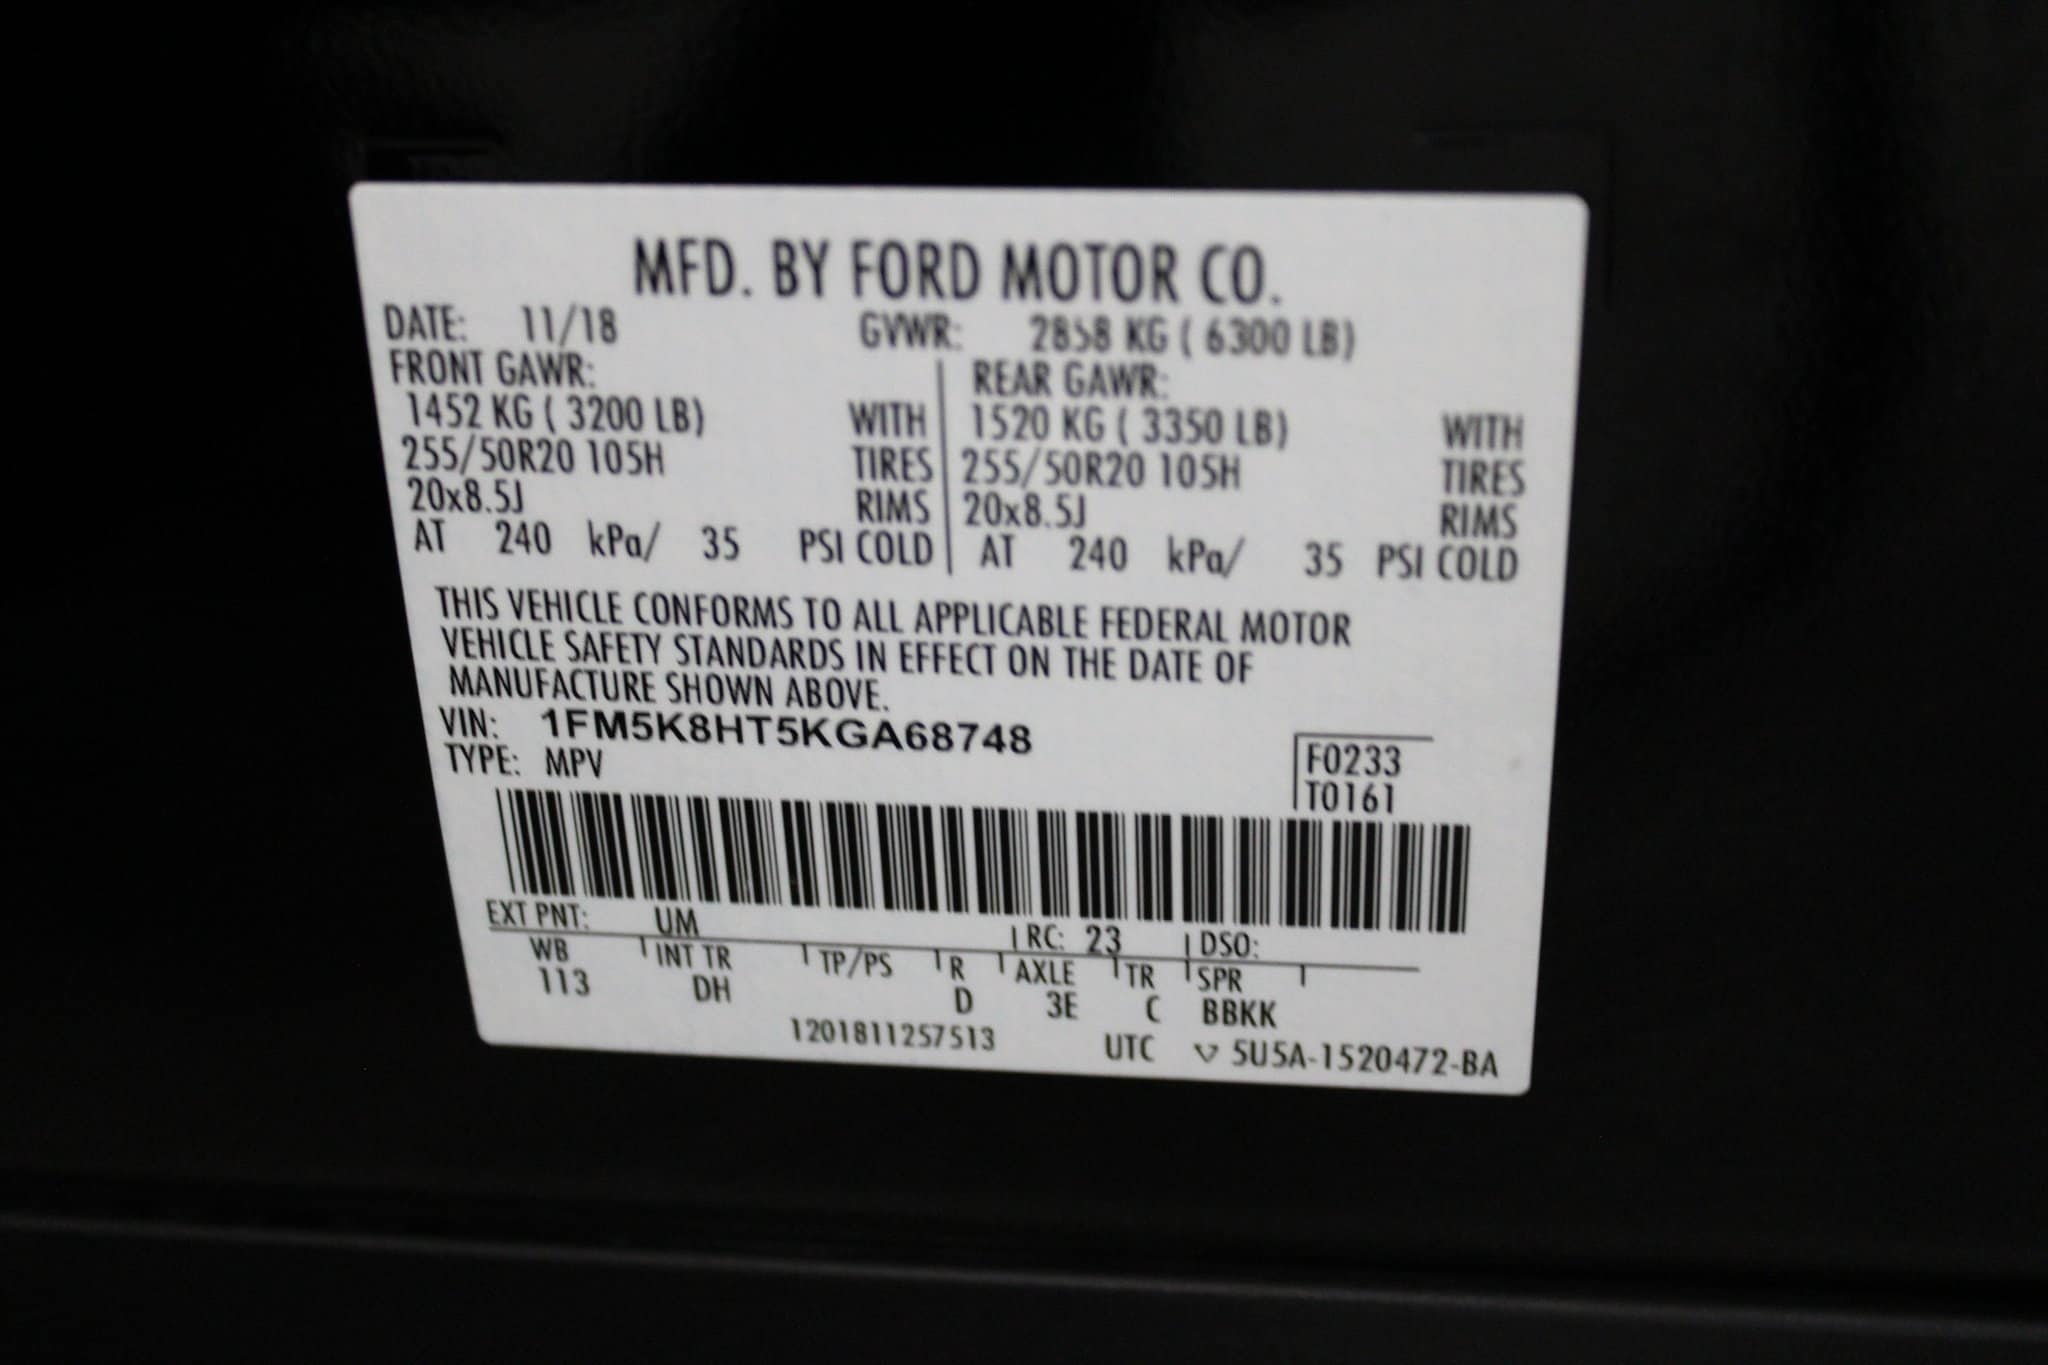 MFD. BY FORD MOTOR CO.
DATE: 11/18 GVWR: 2858 KG ( 6300 LB)
FRONT GAWR: REAR GAWR:
1452 KG ( 3200 LB) WITH 1520 KG ( 3350 LB) WITH
255/50R20 105H TIRES 255/50R20 105H TIRES
20x8.5J RIMS 20x8.5J RIMS
AT 240 kPa/ 35 PSI COLD AT 240 kPa/ 35 PSI COLD
THIS VEHICLE CONFORMS TO ALL APPLICABLE FEDERAL MOTOR
VEHICLE SAFETY STANDARDS IN EFFECT ON THE DATE OF
MANUFACTURE SHOWN ABOVE.
VIN: 1FM5K8HT5KGA68748
TYPE: MPV
F0233
T0161
EXT PNT: UM RC: 23 DSO:
WB INT TR TP/PS R AXLE TR SPR
113 DH D 3E C BBKK
1201811257513 UTC 5U5A-1520472-BA